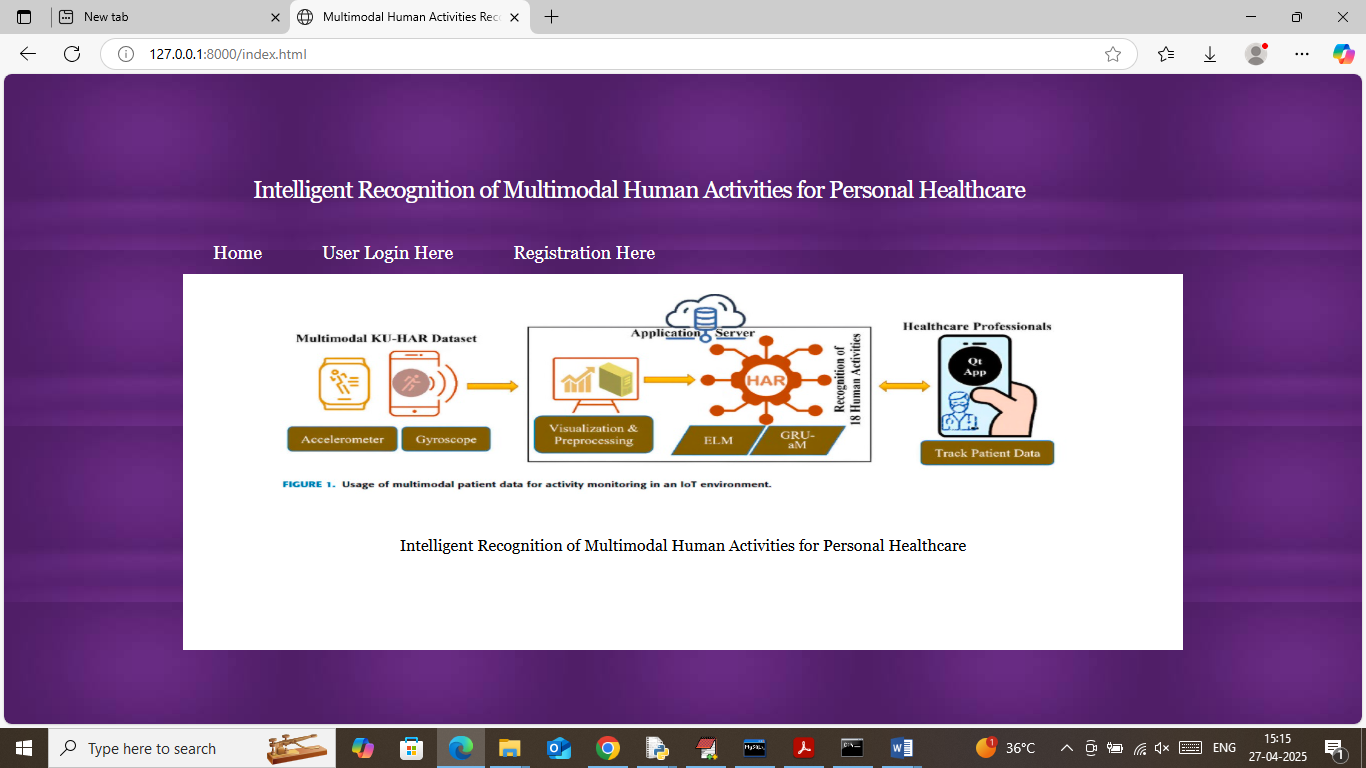 New tab
Multimodal Human Activities Rec
127.0.0.1:8000/index.html
Intelligent Recognition of Multimodal Human Activities for Personal Healthcare
Home User Login Here Registration Here
Multimodal KU-HAR Dataset
Accelerometer Gyroscope
Application Server
Visualization &
Preprocessing
HAR
ELM
GRU-
aM
Recognition of
18 Human Activities
Healthcare Professionals
Qt
App
Track Patient Data
FIGURE 1. Usage of multimodal patient data for activity monitoring in an IoT environment.
Intelligent Recognition of Multimodal Human Activities for Personal Healthcare
Type here to search
MySQL
1
36°C
ENG
15:15
27-04-2025
1